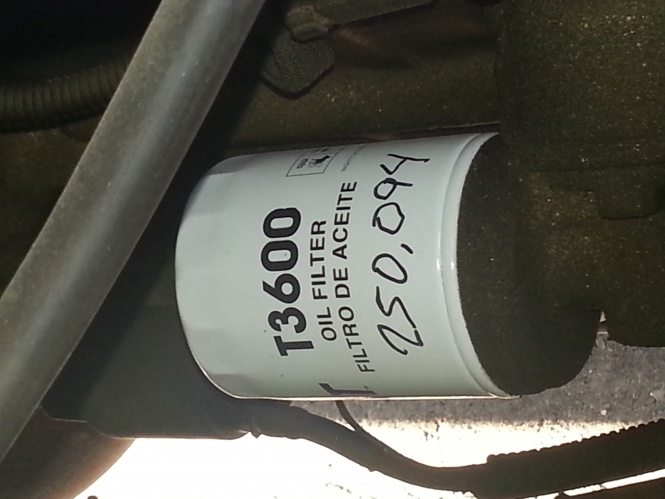 T3600
OIL FILTER
FILTRO DE ACEITE
250,094